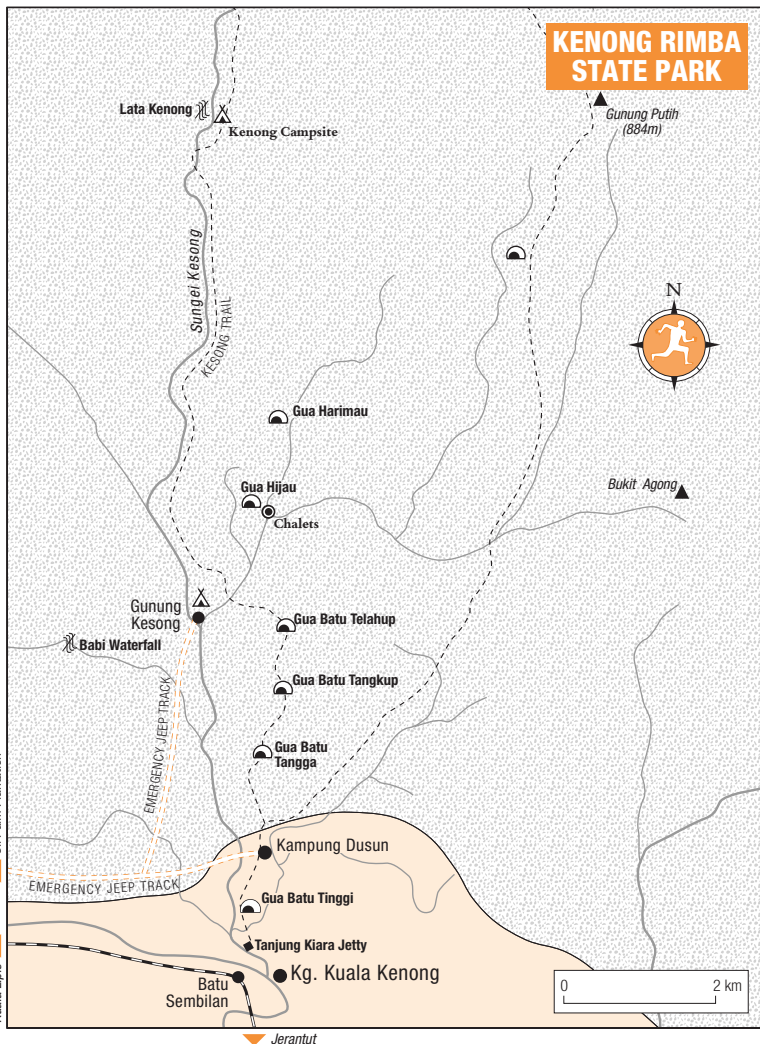 KENONG RIMBA
STATE PARK
Gunung Putih
(884m)
Lata Kenong
Kenong Campsite
Sungei Kesong
KESONG TRAIL
N
Gua Harimau
Gua Hijau
Chalets
Bukit Agong
Gunung
Kesong
Gua Batu Telahup
Babi Waterfall
Gua Batu Tangkup
EMERGENCY JEEP TRACK
Gua Batu
Tangga
Kampung Dusun
EMERGENCY JEEP TRACK
Gua Batu Tinggi
Tanjung Kiara Jetty
Kg. Kuala Kenong
Batu
Sembilan
0 2 km
Jerantut